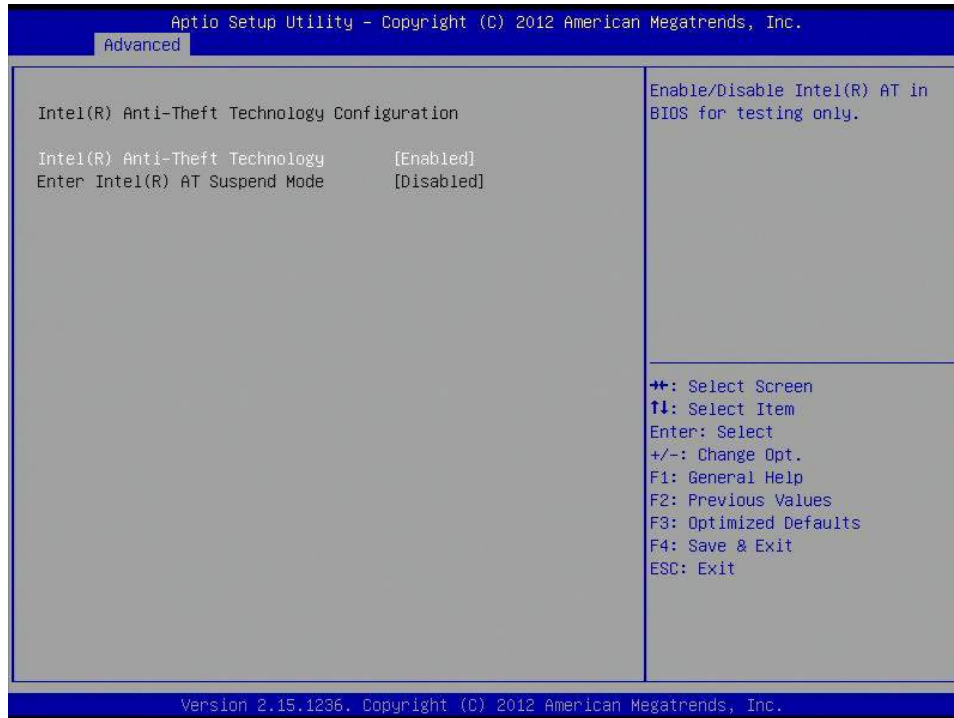 Aptio Setup Utility – Copyright (C) 2012 American Megatrends, Inc.
Advanced
Intel(R) Anti-Theft Technology Configuration
Intel(R) Anti-Theft Technology [Enabled]
Enter Intel(R) AT Suspend Mode [Disabled]
Enable/Disable Intel(R) AT in
BIOS for testing only.
→←: Select Screen
↑↓: Select Item
Enter: Select
+/-: Change Opt.
F1: General Help
F2: Previous Values
F3: Optimized Defaults
F4: Save & Exit
ESC: Exit
Version 2.15.1236. Copyright (C) 2012 American Megatrends, Inc.